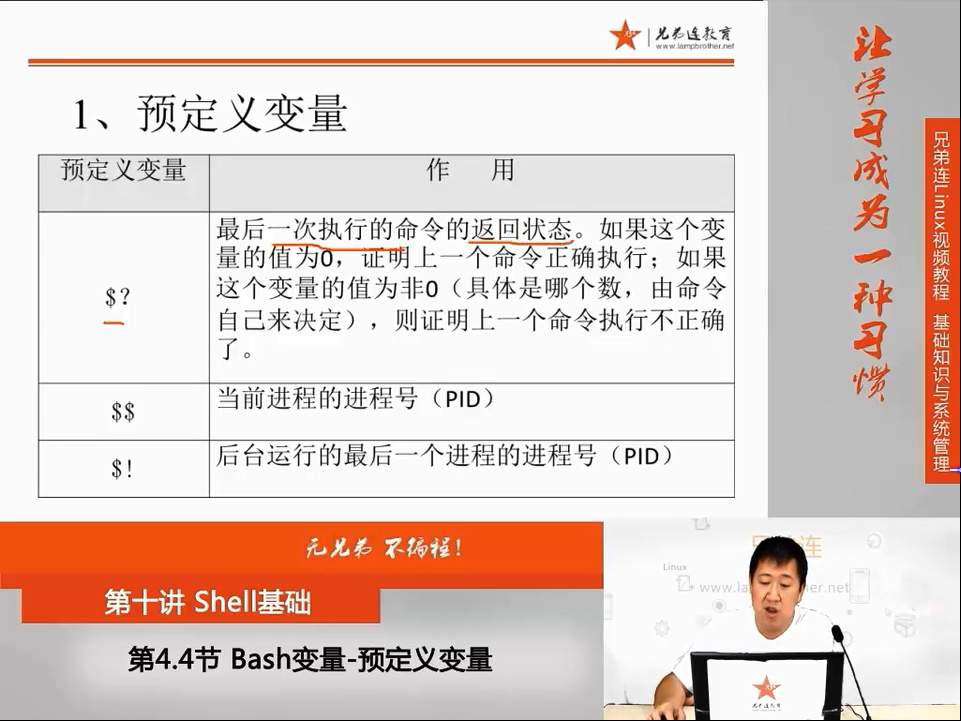 兄弟连教育
www.lampbrother.net
1、预定义变量
预定义变量 作 用
$?
最后一次执行的命令的返回状态。如果这个变
量的值为0，证明上一个命令正确执行；如果
这个变量的值为非0（具体是哪个数，由命令
自己来决定），则证明上一个命令执行不正确
了。
$$ 当前进程的进程号（PID）
$! 后台运行的最后一个进程的进程号（PID）
让学习成为一种习惯
兄弟连Linux视频教程 基础知识与系统管理
无兄弟 不编程！
第十讲 Shell基础
第4.4节 Bash变量-预定义变量
Linux
兄弟连教育